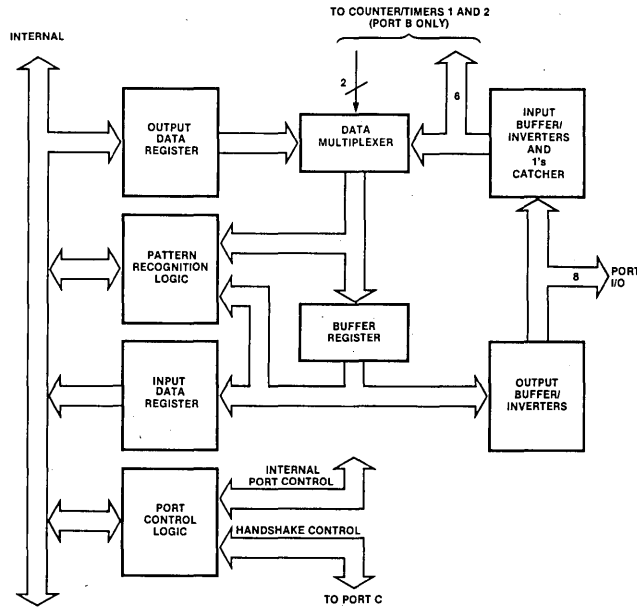 TO COUNTER/TIMERS 1 AND 2
(PORT B ONLY)
INTERNAL
2
6
OUTPUT
DATA
REGISTER
DATA
MULTIPLEXER
INPUT
BUFFER/
INVERTERS
AND
1's
CATCHER
PATTERN
RECOGNITION
LOGIC
8
PORT
I/O
BUFFER
REGISTER
INPUT
DATA
REGISTER
OUTPUT
BUFFER/
INVERTERS
PORT
CONTROL
LOGIC
INTERNAL
PORT CONTROL
HANDSHAKE CONTROL
TO PORT C